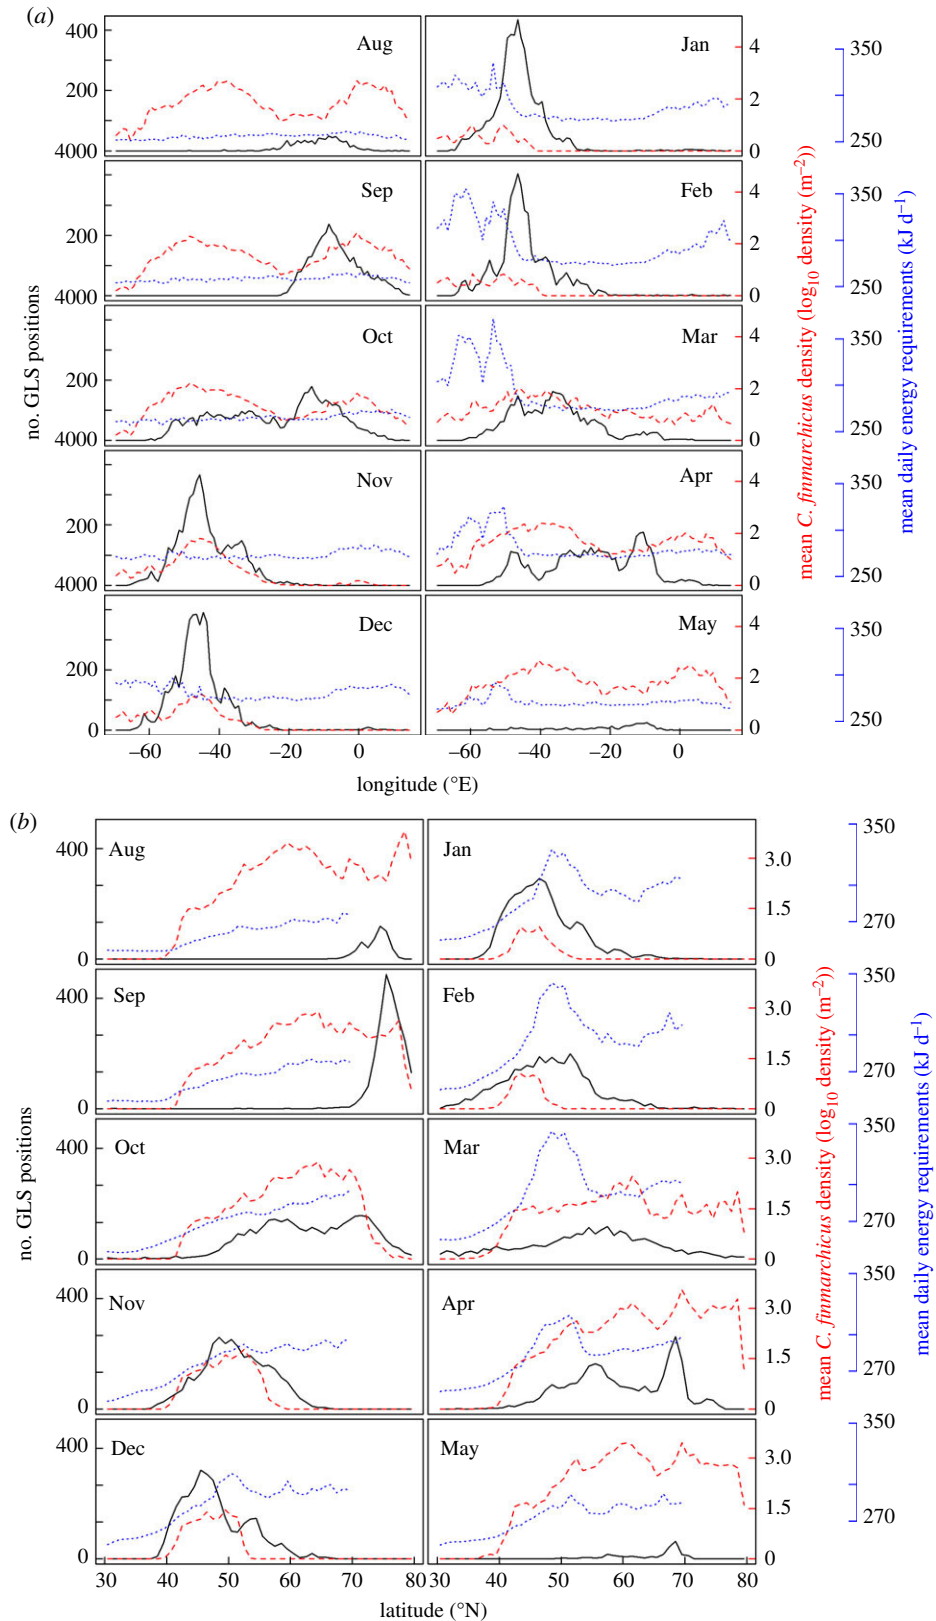 (a)
400
Aug
Jan
4
350
200
2
4000
0
250
Sep
Feb
4
350
200
2
4000
0
250
Oct
Mar
4
350
200
2
4000
0
250
Nov
Apr
4
350
200
2
4000
0
250
Dec
May
4
350
200
2
0
0
250
no. GLS positions
mean C. finmarchicus density (log10 density (m–2))
mean daily energy requirements (kJ d–1)
–60 –40 –20 0 –60 –40 –20 0
longitude (°E)
(b)
400
Aug
Jan
3.0
350
1.5
270
0
0
400
Sep
Feb
3.0
350
1.5
270
0
0
400
Oct
Mar
3.0
350
1.5
270
0
0
400
Nov
Apr
3.0
350
1.5
270
0
0
400
Dec
May
3.0
350
1.5
270
0
0
no. GLS positions
mean C. finmarchicus density (log10 density (m–2))
mean daily energy requirements (kJ d–1)
30 40 50 60 70 80 30 40 50 60 70 80
latitude (°N)